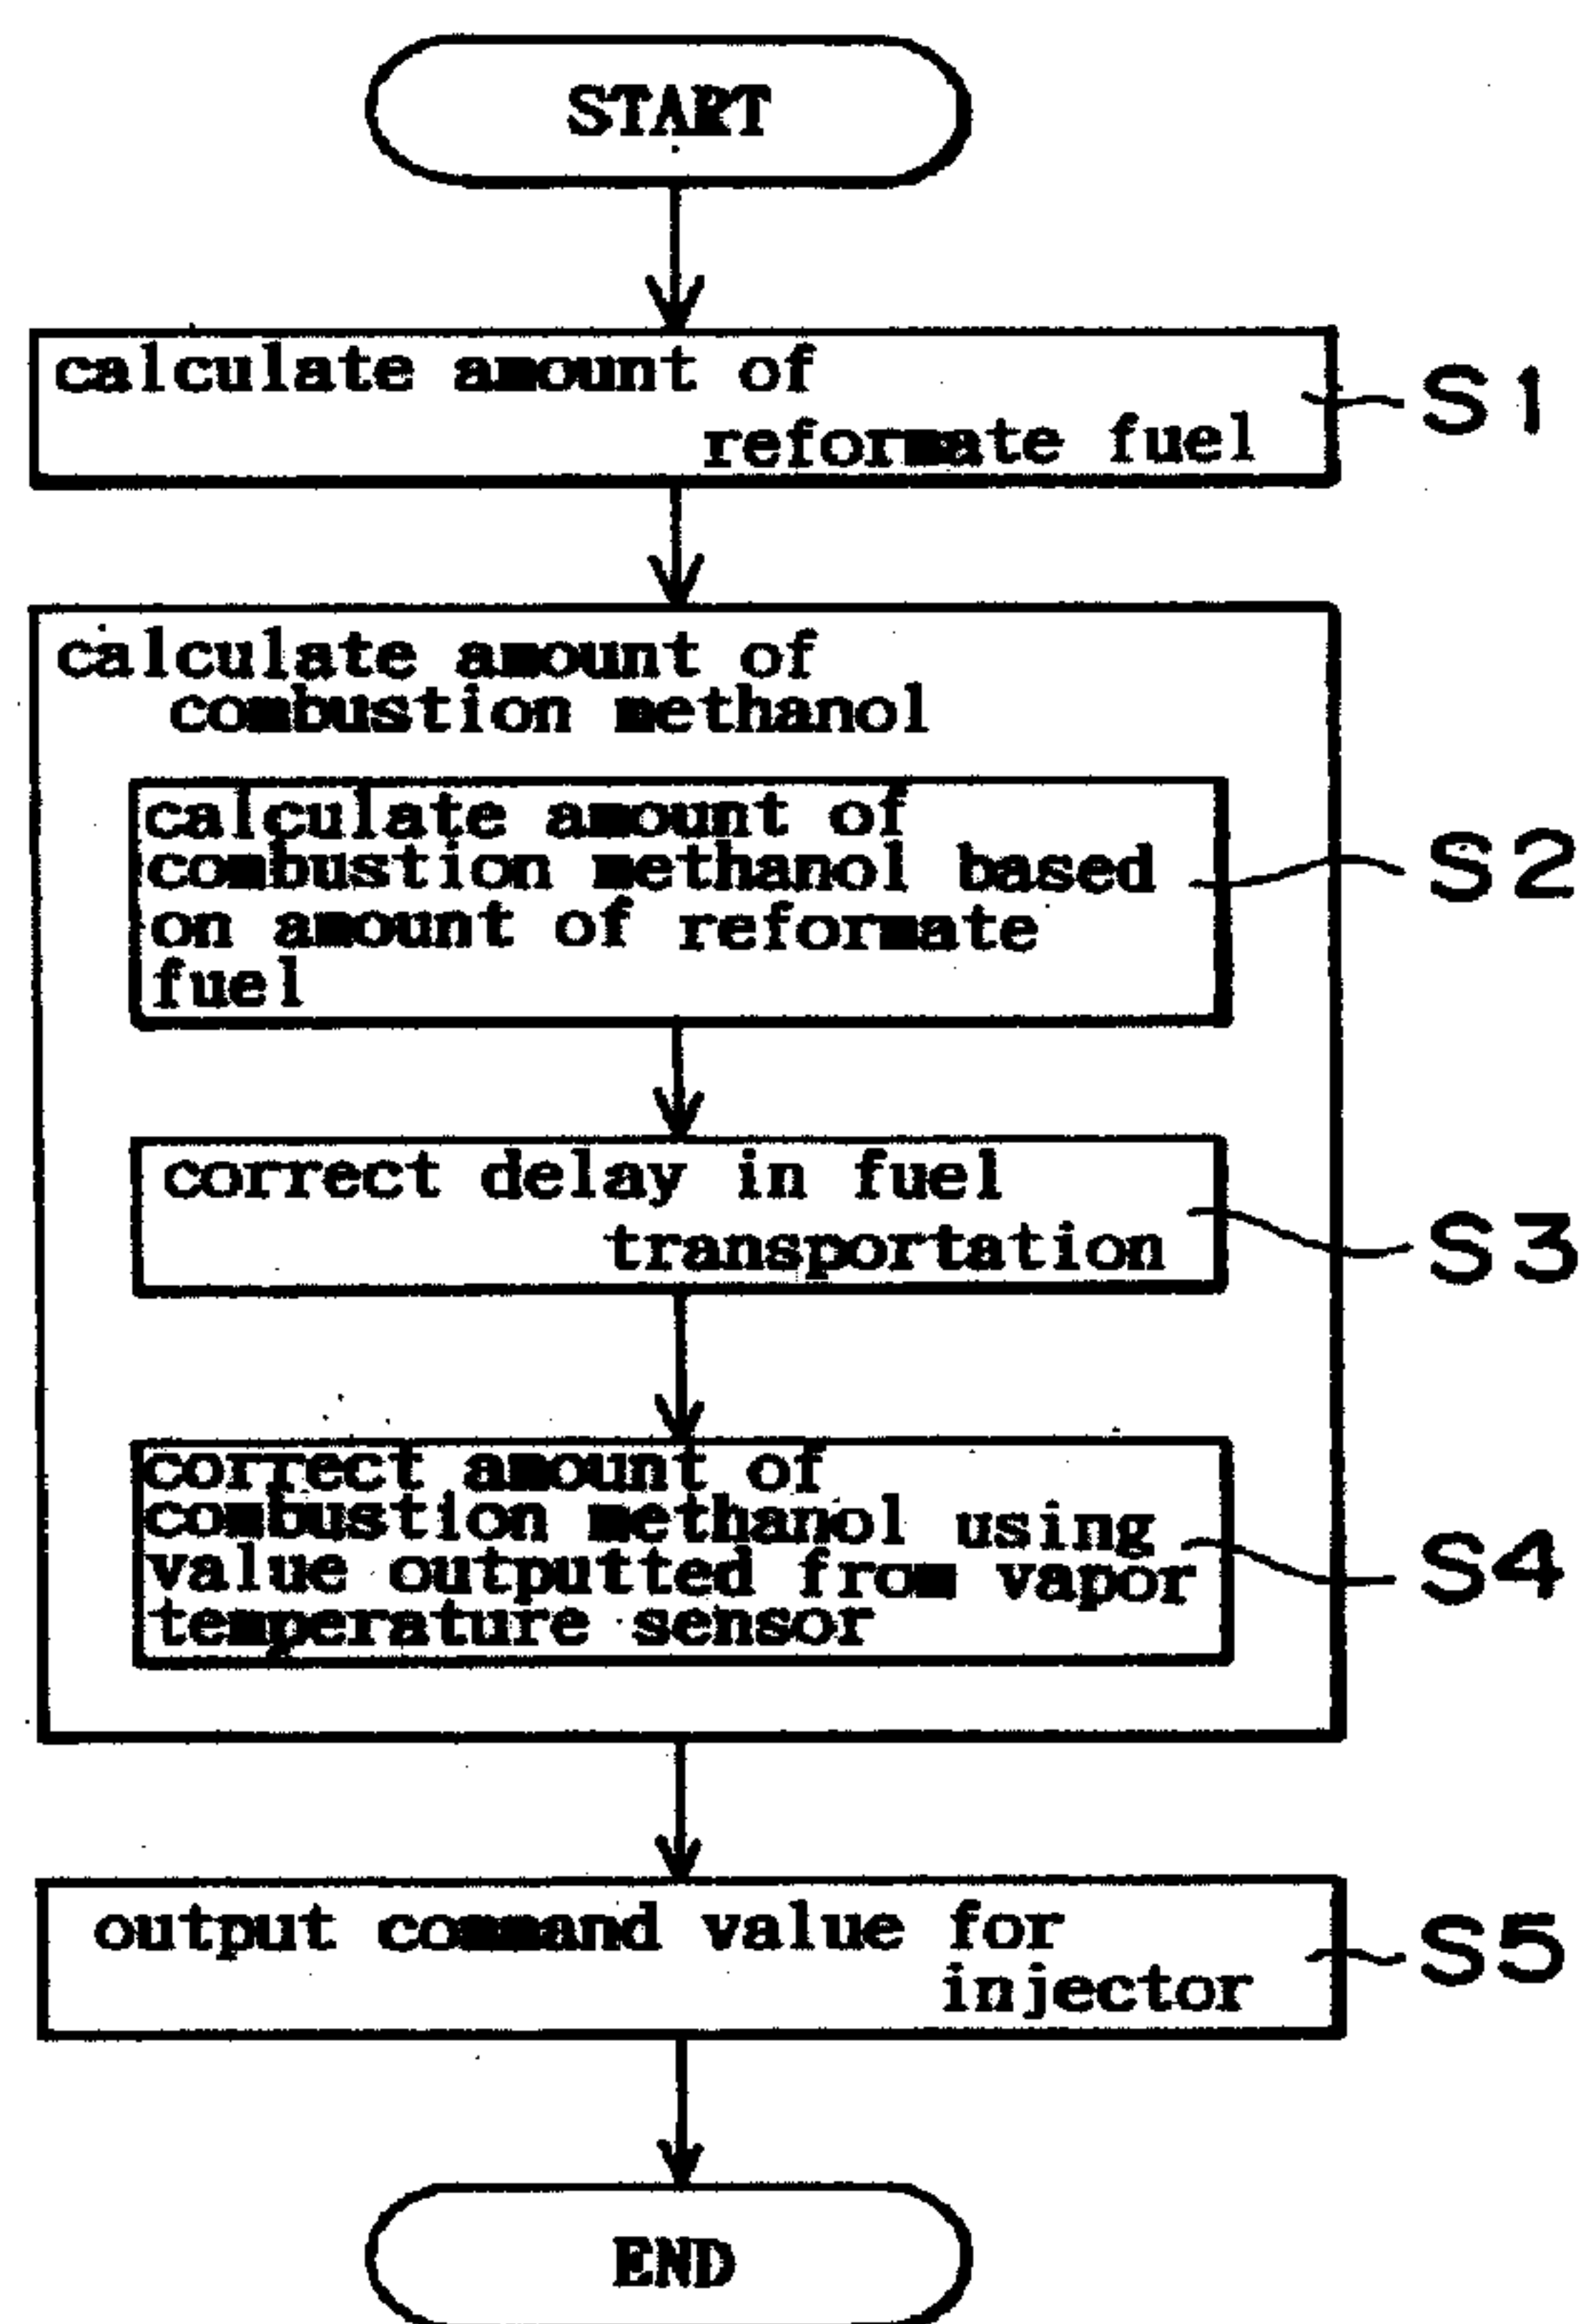 START
calculate amount of
reformate fuel
S1
calculate amount of
combustion methanol
calculate amount of
combustion methanol based
on amount of reformate
fuel
S2
correct delay in fuel
transportation
S3
correct amount of
combustion methanol using
value outputted from vapor
temperature sensor
S4
output command value for
injector
S5
END